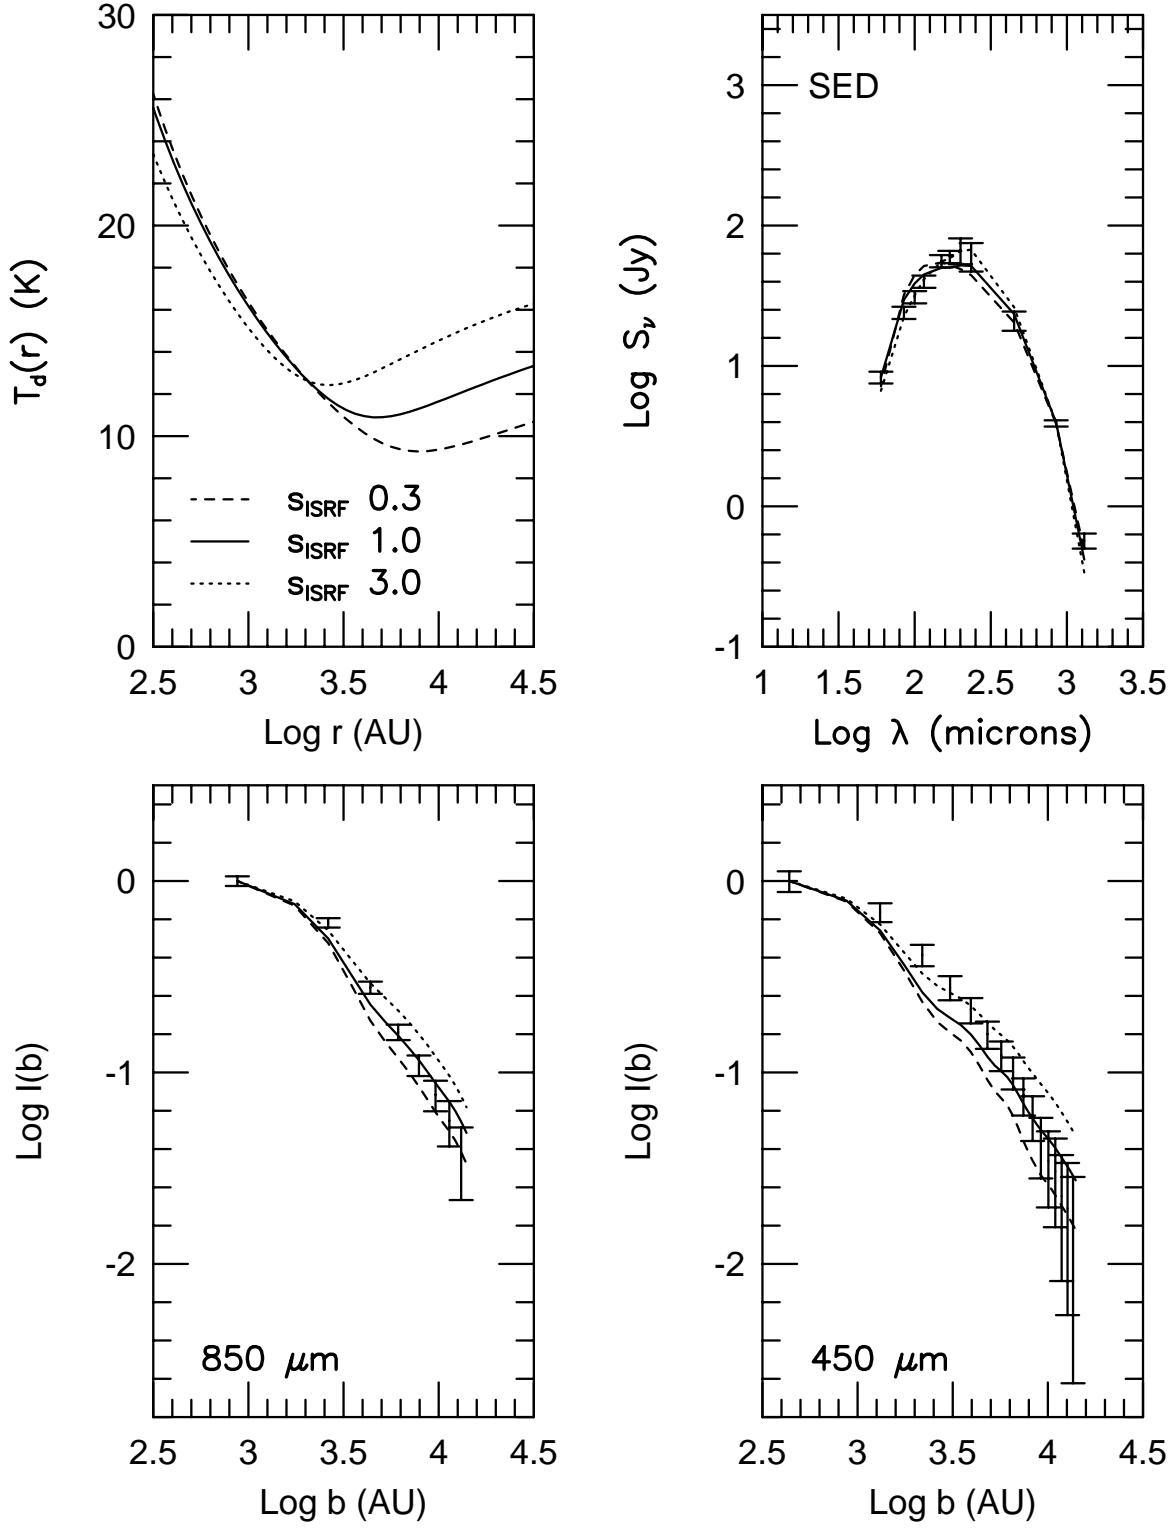 30
20
10
0
T_d(r) (K)
s_ISRF 0.3
s_ISRF 1.0
s_ISRF 3.0
2.5 3 3.5 4 4.5
Log r (AU)
SED
3
2
1
0
-1
Log S_ν (Jy)
1 1.5 2 2.5 3 3.5
Log λ (microns)
0
-1
-2
Log I(b)
850 μm
2.5 3 3.5 4 4.5
Log b (AU)
0
-1
-2
Log I(b)
450 μm
2.5 3 3.5 4 4.5
Log b (AU)